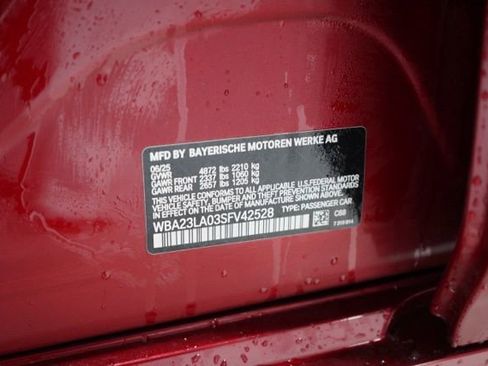 MFD BY BAYERISCHE MOTOREN WERKE AG
06/25
GVWR 4872 lbs 2210 kg
GAWR FRONT 2337 lbs 1060 kg
GAWR REAR 2657 lbs 1205 kg
THIS VEHICLE CONFORMS TO ALL APPLICABLE U.S.FEDERAL MOTOR
VEHICLE SAFETY, BUMPER, AND THEFT PREVENTION STANDARDS
IN EFFECT ON THE DATE OF MANUFACTURE SHOWN ABOVE.
WBA23LA03SFV42528 TYPE: PASSENGER CAR
C68